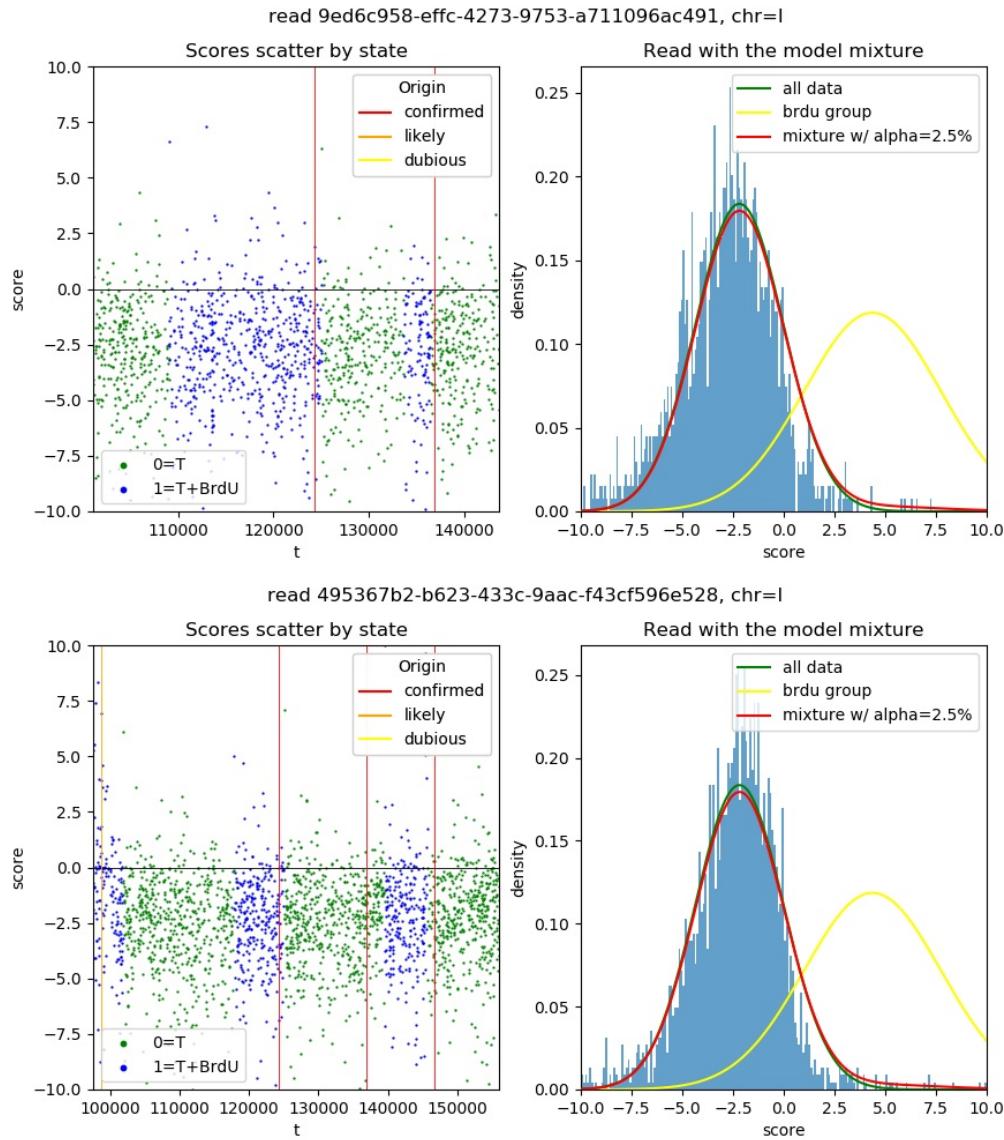 read 9ed6c958-effc-4273-9753-a711096ac491, chr=I
Scores scatter by state
10.0
7.5
5.0
2.5
0.0
−2.5
−5.0
−7.5
−10.0
score
Origin
confirmed
likely
dubious
0=T
1=T+BrdU
110000 120000 130000 140000
t
Read with the model mixture
0.25
0.20
0.15
0.10
0.05
0.00
density
all data
brdu group
mixture w/ alpha=2.5%
−10.0 −7.5 −5.0 −2.5 0.0 2.5 5.0 7.5 10.0
score
read 495367b2-b623-433c-9aac-f43cf596e528, chr=I
Scores scatter by state
10.0
7.5
5.0
2.5
0.0
−2.5
−5.0
−7.5
−10.0
score
Origin
confirmed
likely
dubious
0=T
1=T+BrdU
100000 110000 120000 130000 140000 150000
t
Read with the model mixture
0.25
0.20
0.15
0.10
0.05
0.00
density
all data
brdu group
mixture w/ alpha=2.5%
−10.0 −7.5 −5.0 −2.5 0.0 2.5 5.0 7.5 10.0
score